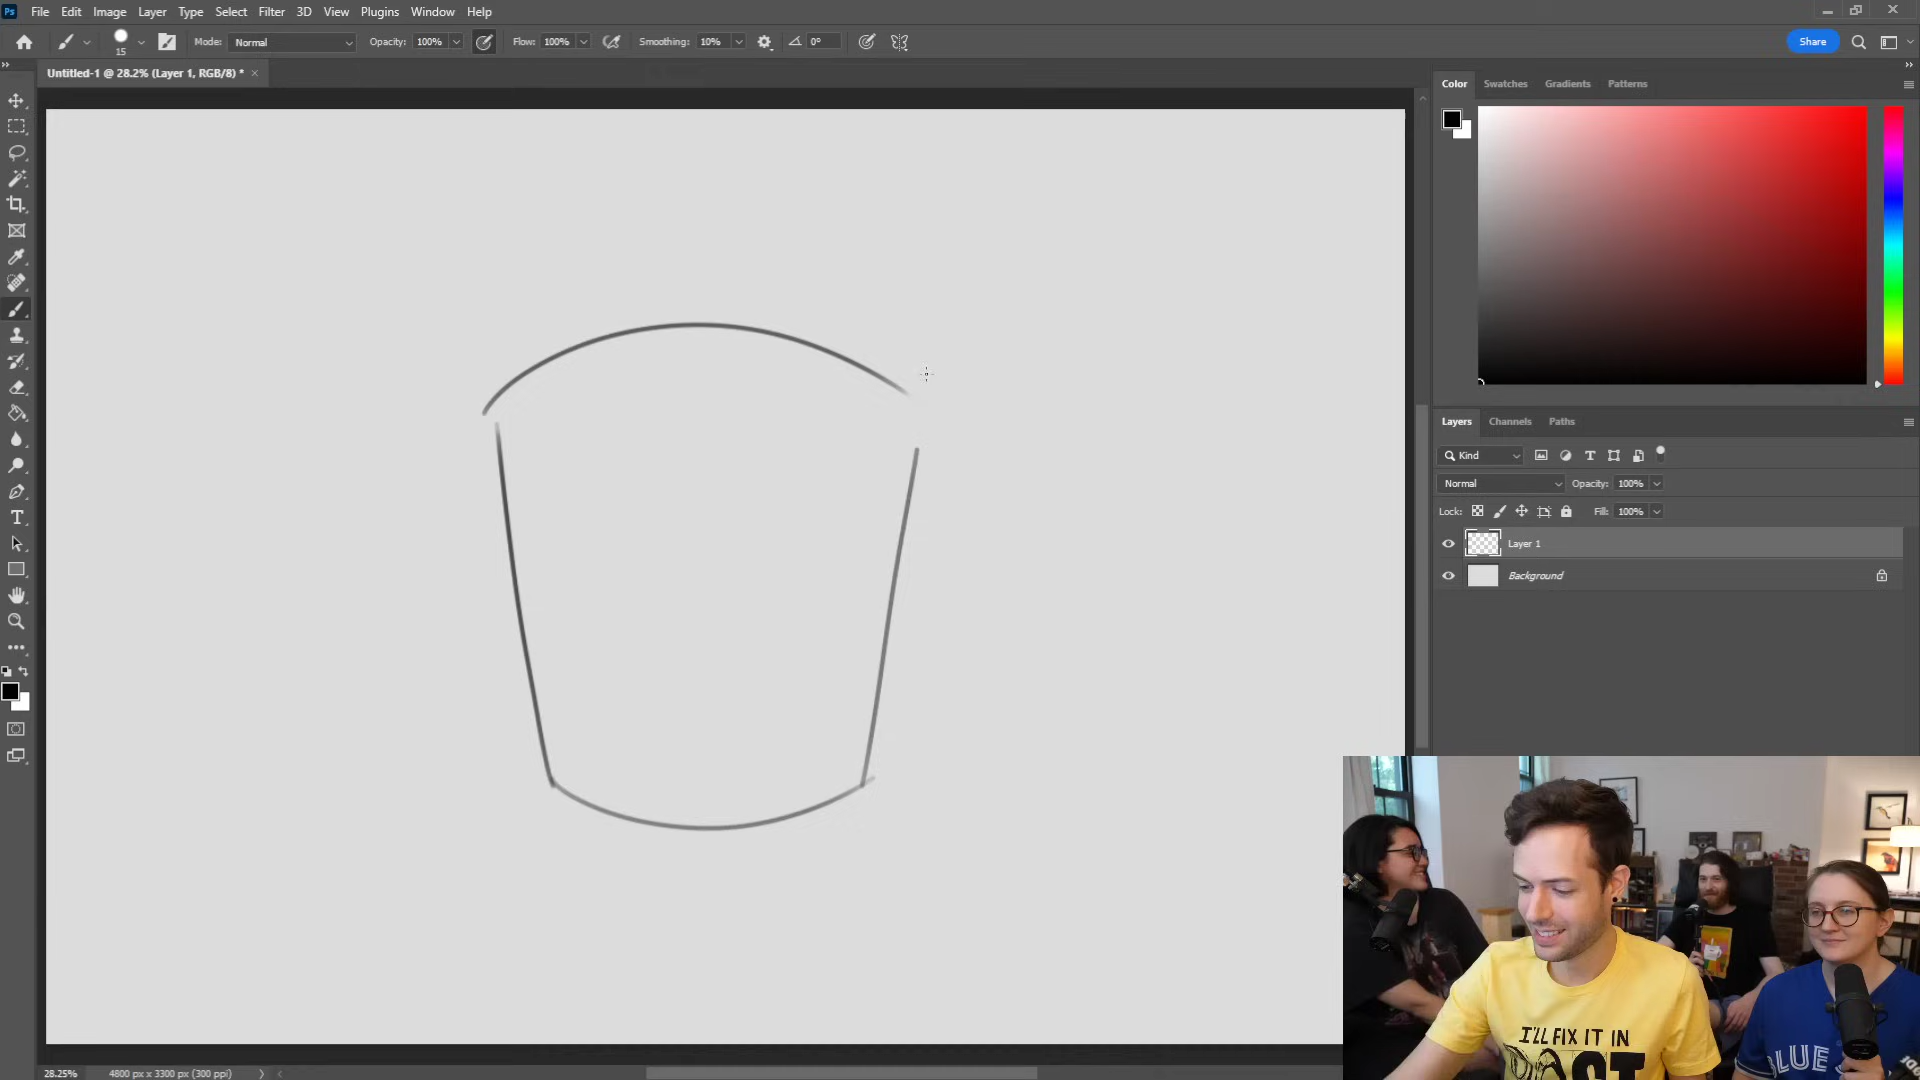 Ps File Edit Image Layer Type Select Filter 3D View Plugins Window Help
15 Mode: Normal Opacity: 100% Flow: 100% Smoothing: 10% 0° Share
Untitled-1 @ 28.2% (Layer 1, RGB/8) *
Color Swatches Gradients Patterns
Layers Channels Paths
Kind
Normal Opacity: 100%
Lock: Fill: 100%
Layer 1
Background
I'LL FIX IT IN
BLUE
28.25% 4800 px x 3300 px (300 ppi)